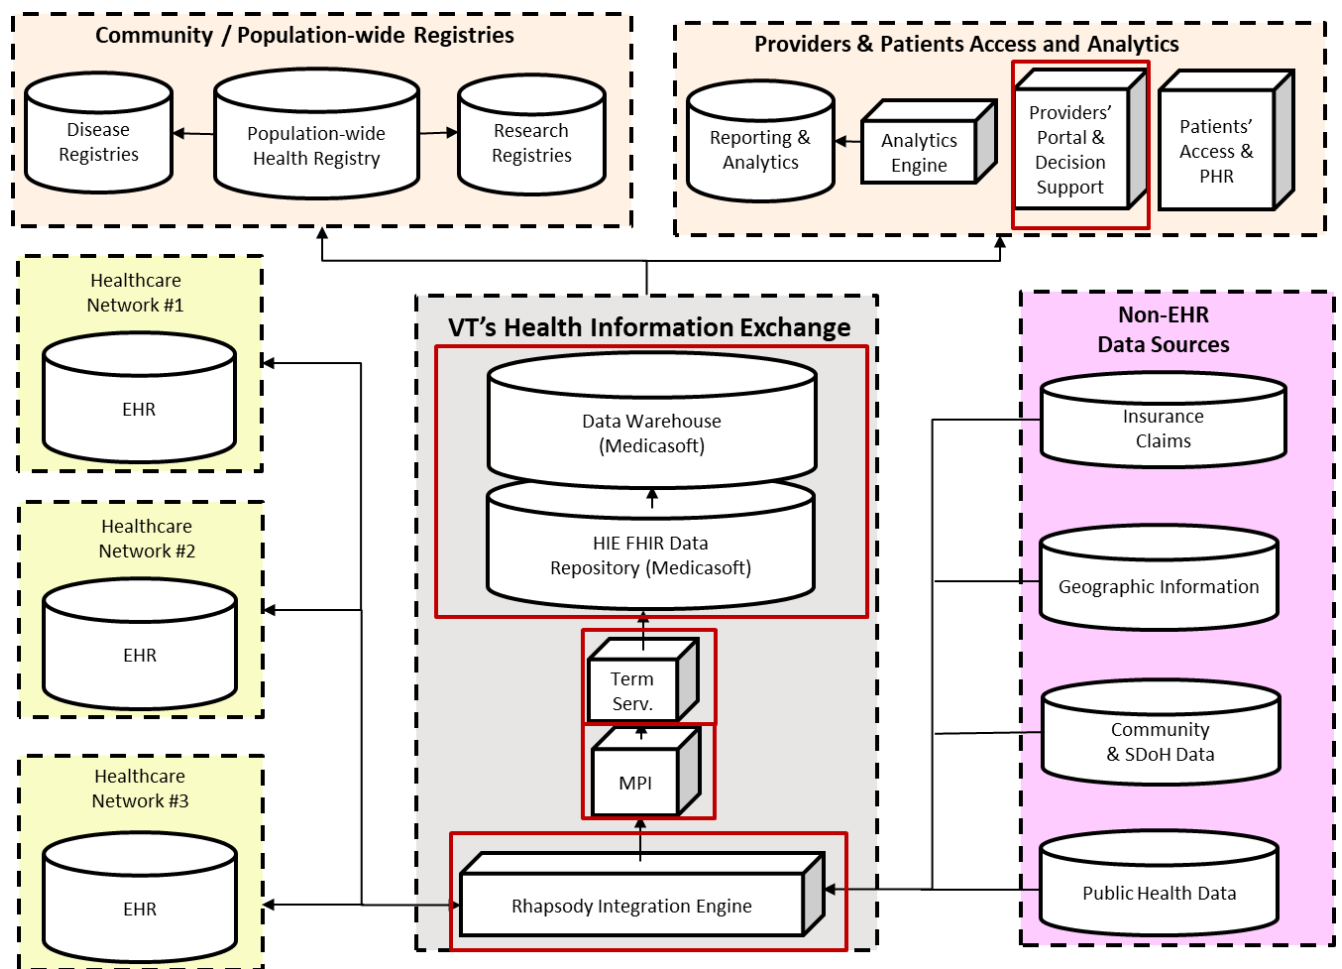 Community / Population-wide Registries
Disease
Registries
Population-wide
Health Registry
Research
Registries
Providers & Patients Access and Analytics
Reporting &
Analytics
Analytics
Engine
Providers’
Portal &
Decision
Support
Patients’
Access &
PHR
Healthcare
Network #1
EHR
Healthcare
Network #2
EHR
Healthcare
Network #3
EHR
VT’s Health Information Exchange
Data Warehouse
(Medicasoft)
HIE FHIR Data
Repository (Medicasoft)
Term
Serv.
MPI
Rhapsody Integration Engine
Non-EHR
Data Sources
Insurance
Claims
Geographic Information
Community
& SDoH Data
Public Health Data